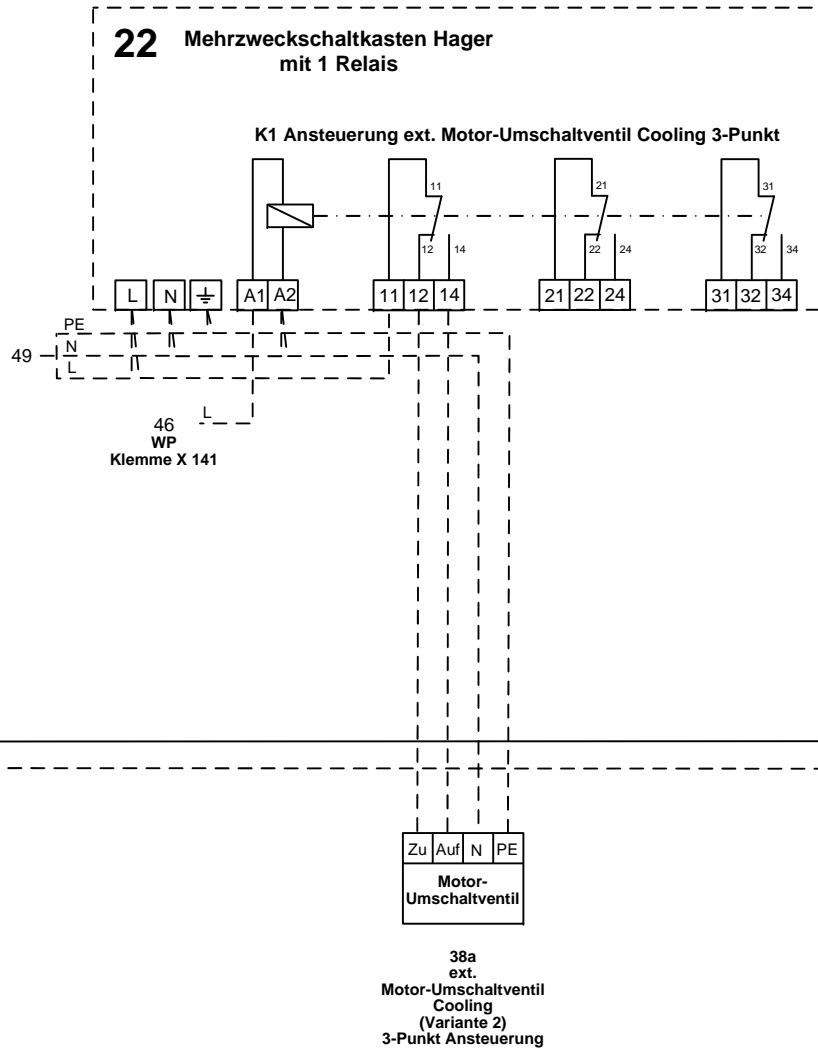 22 Mehrzweckschaltkasten Hager
mit 1 Relais
K1 Ansteuerung ext. Motor-Umschaltventil Cooling 3-Punkt
11 21 31
12 14 22 24 32 34
L N A1 A2 11 12 14 21 22 24 31 32 34
PE
49 N
L
L
46
WP
Klemme X 141
Zu Auf N PE
Motor-
Umschaltventil
38a
ext.
Motor-Umschaltventil
Cooling
(Variante 2)
3-Punkt Ansteuerung